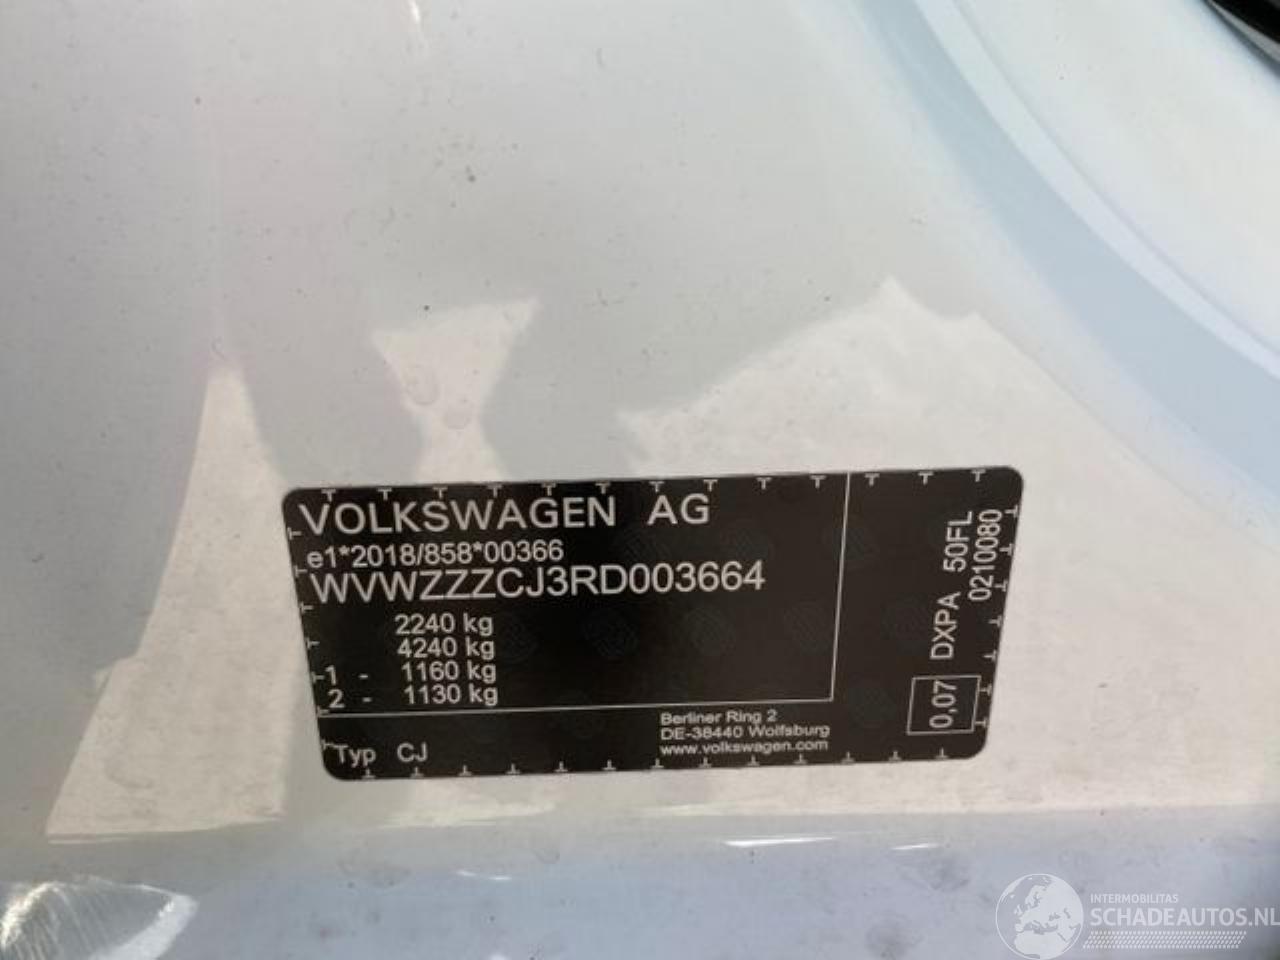 VOLKSWAGEN AG
e1*2018/858*00366
WVWZZZCJ3RD003664
2240 kg
4240 kg
1 - 1160 kg
2 - 1130 kg
Berliner Ring 2
DE-38440 Wolfsburg
www.volkswagen.com
Typ CJ
0,07 DXPA 50FL
0210080
INTERMOBILITAS
SCHADEAUTOS.NL